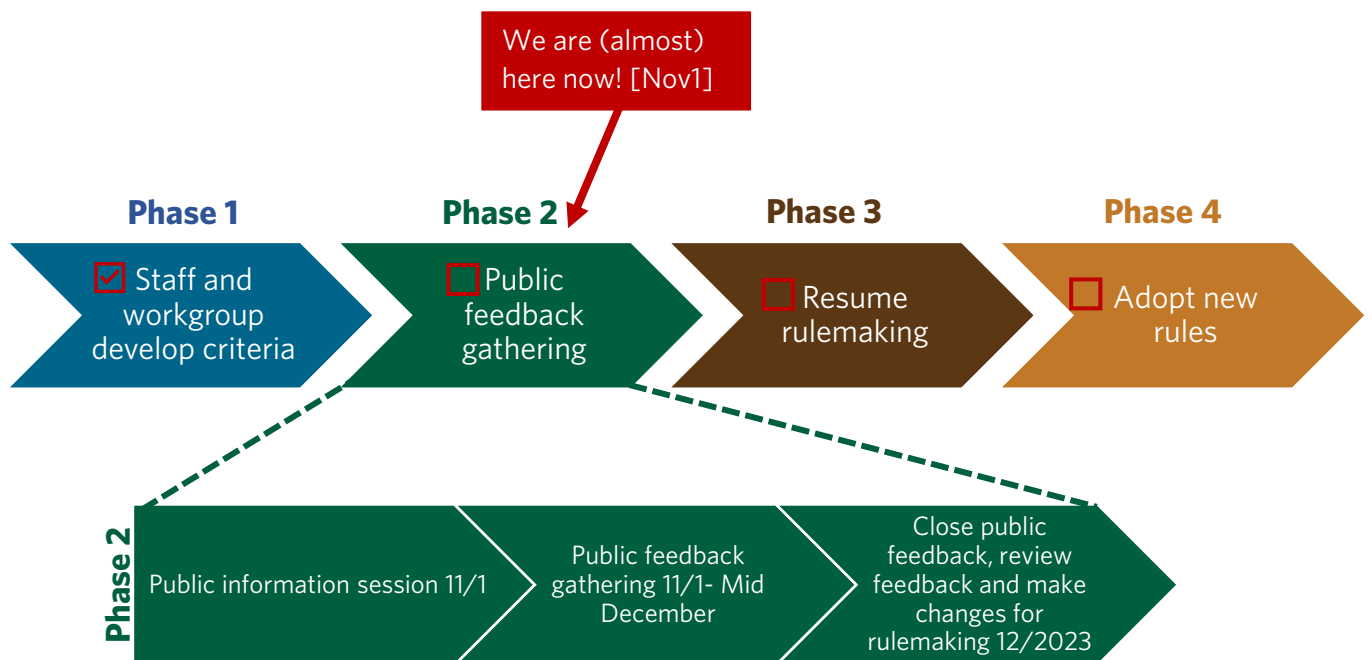 We are (almost)
here now! [Nov1]
Phase 1
Phase 2
Phase 3
Phase 4
Staff and
workgroup
develop criteria
Public
feedback
gathering
Resume
rulemaking
Adopt new
rules
Phase 2
Public information session 11/1
Public feedback
gathering 11/1- Mid
December
Close public
feedback, review
feedback and make
changes for
rulemaking 12/2023